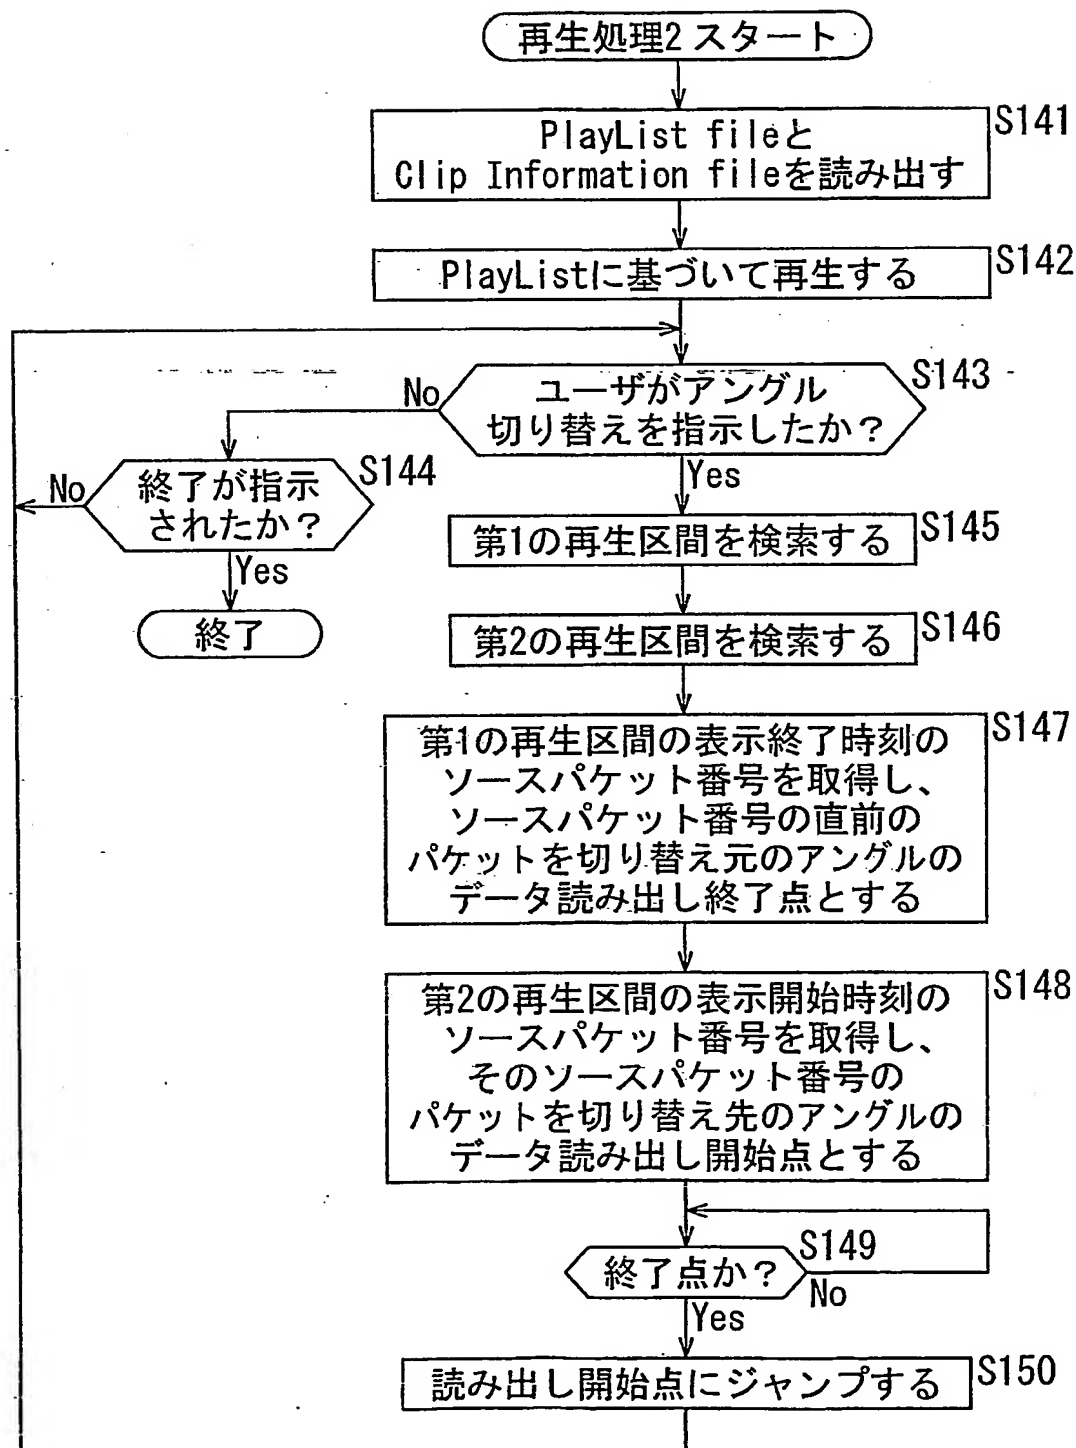 再生処理2 スタート
S141
PlayList fileと
Clip Information fileを読み出す
S142
PlayListに基づいて再生する
S143
ユーザがアングル
切り替えを指示したか?
No
Yes
S144
終了が指示
されたか?
No
Yes
終了
S145
第1の再生区間を検索する
S146
第2の再生区間を検索する
S147
第1の再生区間の表示終了時刻の
ソースパケット番号を取得し、
ソースパケット番号の直前の
パケットを切り替え元のアングルの
データ読み出し終了点とする
S148
第2の再生区間の表示開始時刻の
ソースパケット番号を取得し、
そのソースパケット番号の
パケットを切り替え先のアングルの
データ読み出し開始点とする
S149
終了点か?
No
Yes
S150
読み出し開始点にジャンプする